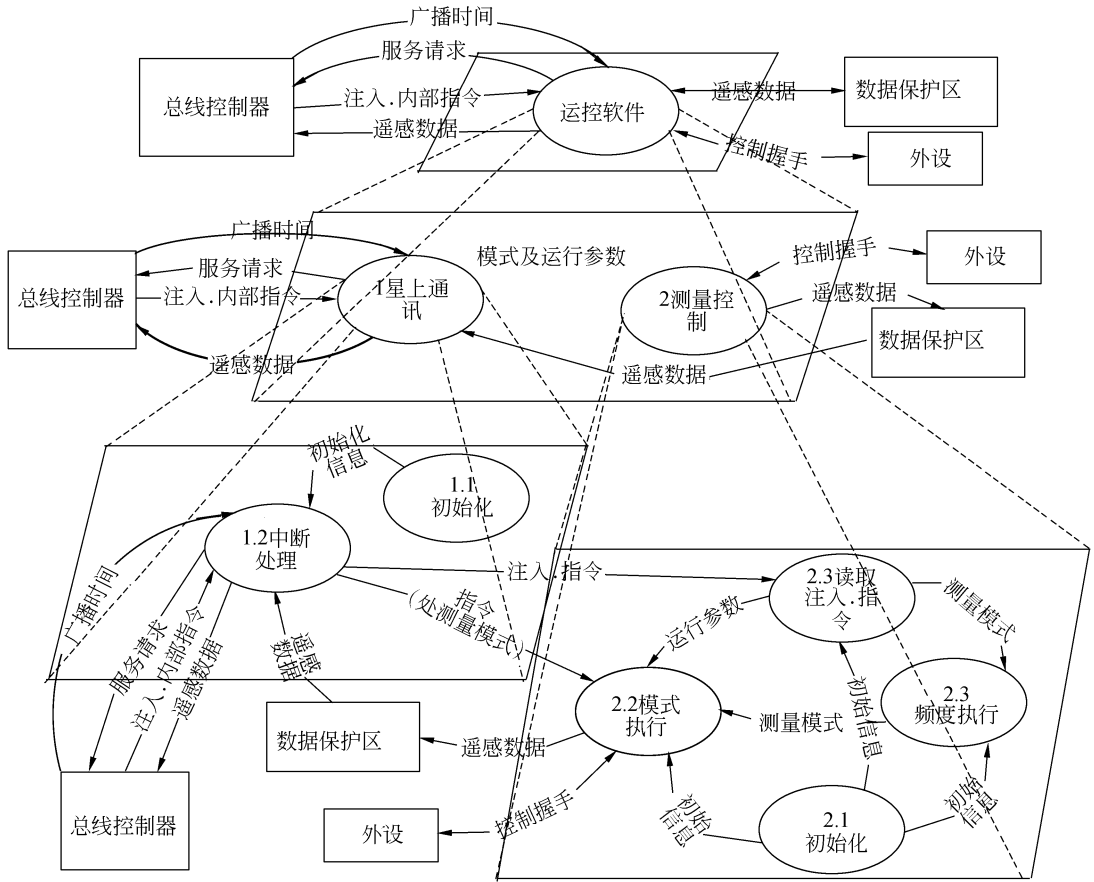 广播时间
服务请求
总线控制器
注入.内部指令
遥感数据
运控软件
遥感数据
数据保护区
控制握手
外设
广播时间
总线控制器
服务请求
注入.内部指令
遥感数据
1星上通
讯
模式及运行参数
2测量控
制
控制握手
外设
遥感数据
数据保护区
遥感数据
初始化
信息
1.1
初始化
1.2中断
处理
广播时间
服务请求
注入.内部指令
遥感数据
总线控制器
遥感
数据
数据保护区
注入.指令
指令
(处测量模式)
2.3读取
注入.指
令
测量模式
运行参数
2.2模式
执行
测量模式
2.3
频度执行
初始信息
遥感数据
控制握手
外设
初始
信息
2.1
初始化
初始
信息